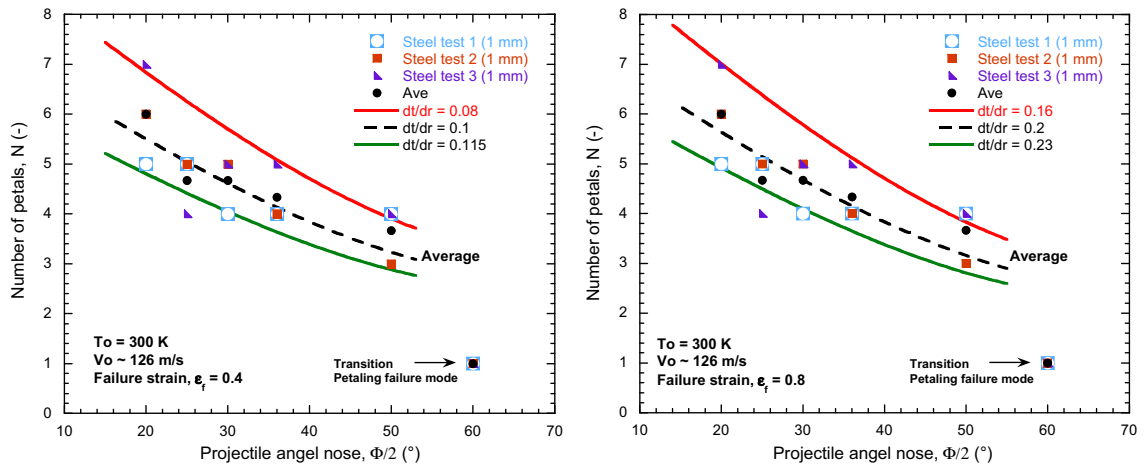 8
7
6
5
4
3
2
1
0
Number of petals, N (-)
Steel test 1 (1 mm)
Steel test 2 (1 mm)
Steel test 3 (1 mm)
Ave
dt/dr = 0.08
dt/dr = 0.1
dt/dr = 0.115
Average
To = 300 K
Vo ~ 126 m/s
Failure strain, εf = 0.4
Transition
Petaling failure mode
10 20 30 40 50 60 70
Projectile angel nose, Φ/2 (°)
8
7
6
5
4
3
2
1
0
Number of petals, N (-)
Steel test 1 (1 mm)
Steel test 2 (1 mm)
Steel test 3 (1 mm)
Ave
dt/dr = 0.16
dt/dr = 0.2
dt/dr = 0.23
Average
To = 300 K
Vo ~ 126 m/s
Failure strain, εf = 0.8
Transition
Petaling failure mode
10 20 30 40 50 60 70
Projectile angel nose, Φ/2 (°)